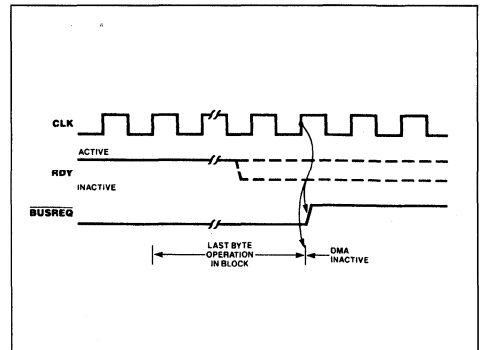 CLK
ACTIVE
RDY
INACTIVE
BUSREQ
LAST BYTE
OPERATION
IN BLOCK
DMA
INACTIVE